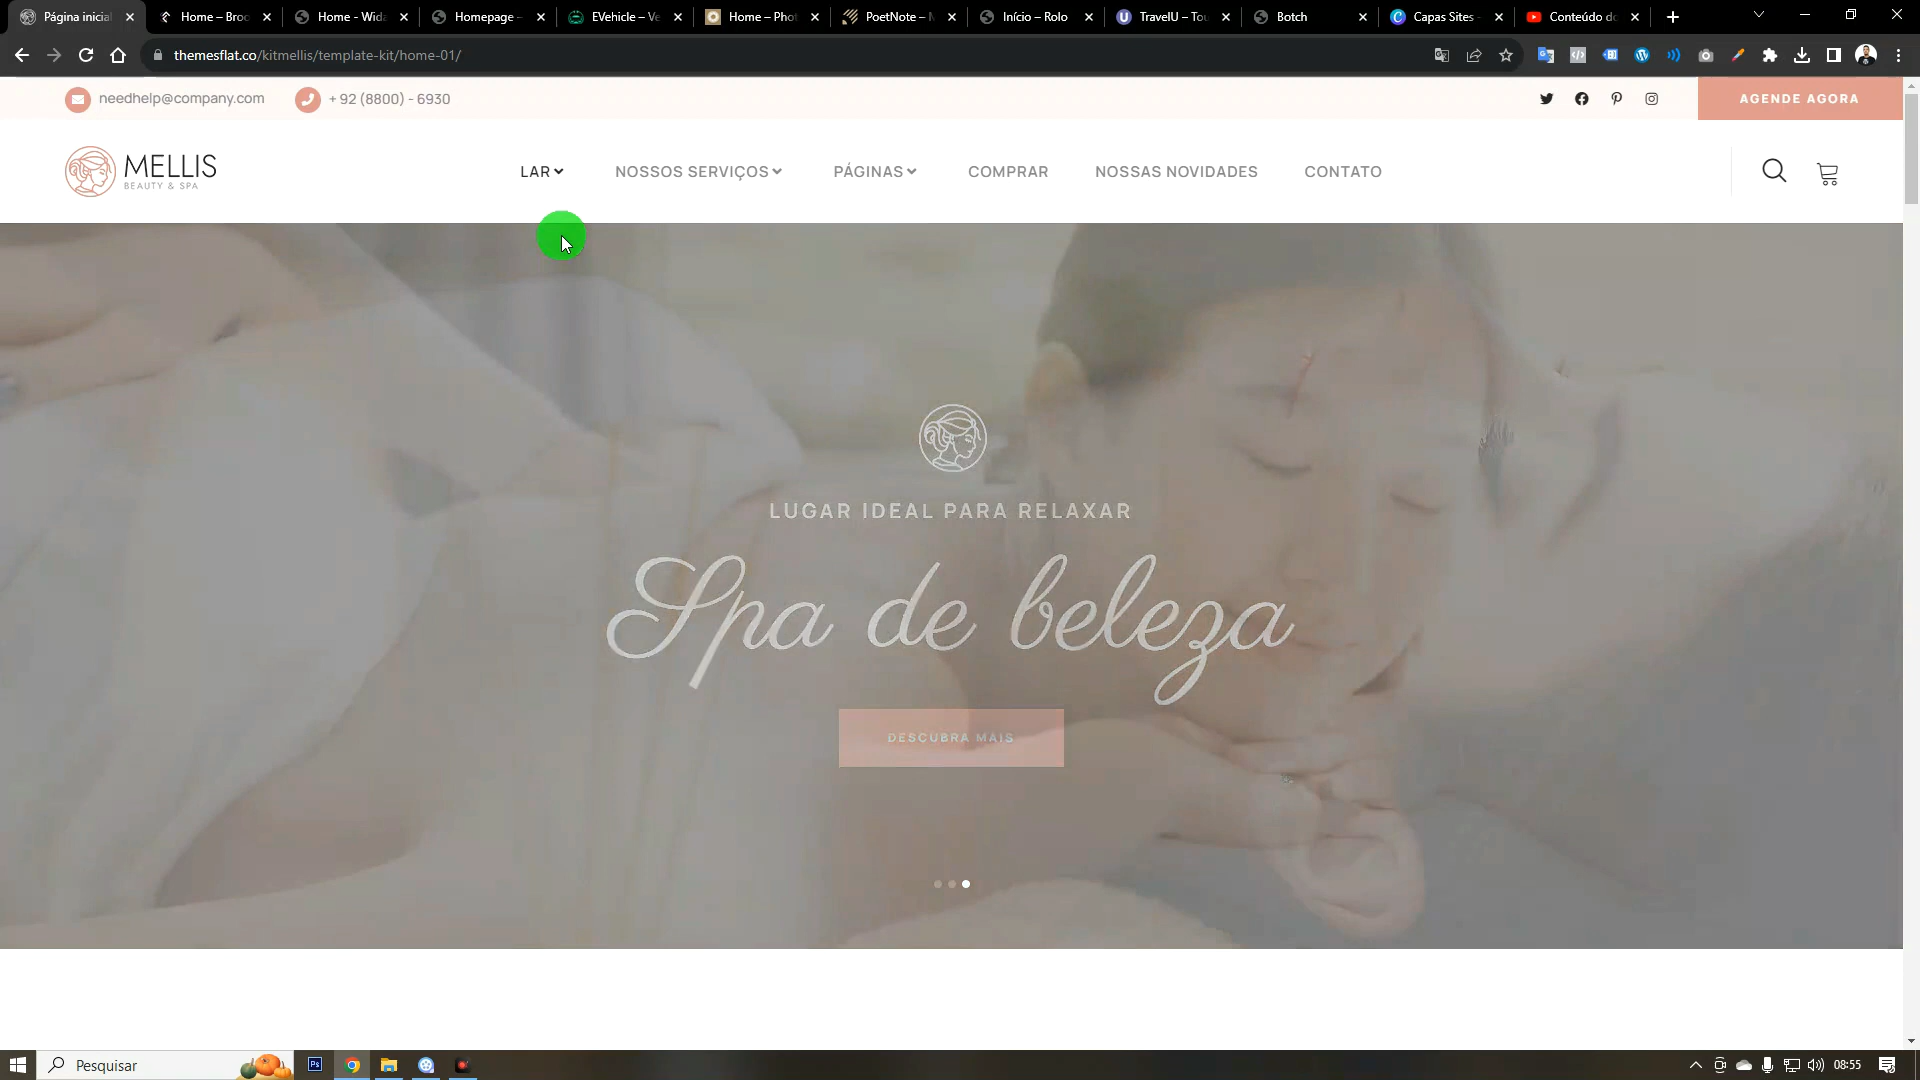 Página inicial
Home – Broc
Home - Wida
Homepage -
EVehicle – Ve
Home – Phot
PoetNote – N
Início – Rolo
TravelU – Tou
Botch
Capas Sites -
Conteúdo do
themesflat.co/kitmellis/template-kit/home-01/
needhelp@company.com
+ 92 (8800) - 6930
AGENDE AGORA
MELLIS
BEAUTY & SPA
LAR
NOSSOS SERVIÇOS
PÁGINAS
COMPRAR
NOSSAS NOVIDADES
CONTATO
LUGAR IDEAL PARA RELAXAR
Spa de beleza
DESCUBRA MAIS
Pesquisar
Ps
08:55